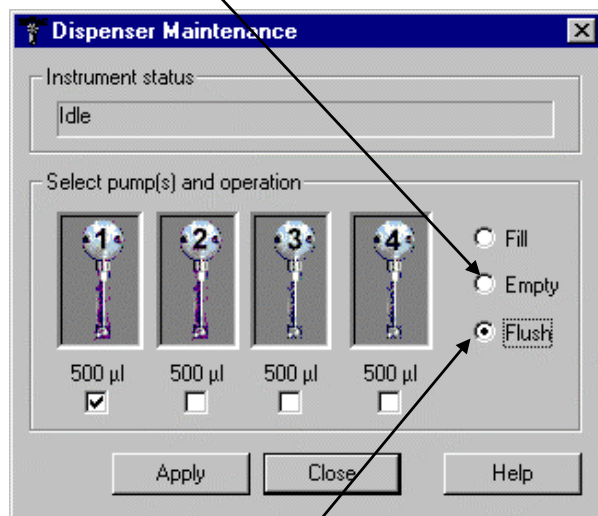 Dispenser Maintenance
Instrument status
Idle
Select pump(s) and operation
1 2 3 4
Fill
Empty
Flush
500 µl 500 µl 500 µl 500 µl
Apply Close Help